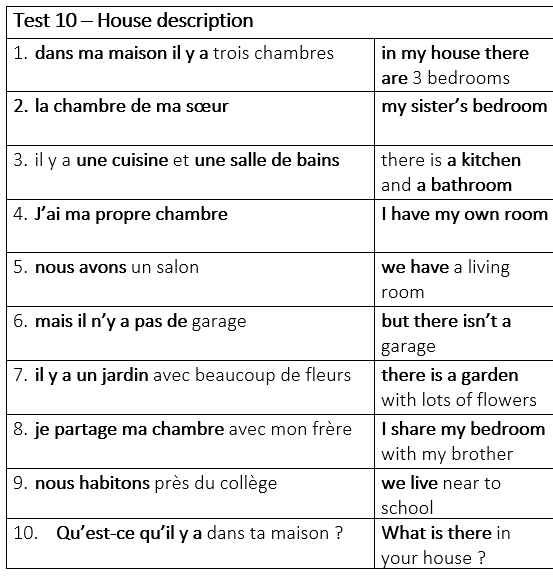 Test 10 – House description
1. dans ma maison il y a trois chambres
in my house there
are 3 bedrooms
2. la chambre de ma sœur
my sister’s bedroom
3. il y a une cuisine et une salle de bains
there is a kitchen
and a bathroom
4. J’ai ma propre chambre
I have my own room
5. nous avons un salon
we have a living
room
6. mais il n’y a pas de garage
but there isn’t a
garage
7. il y a un jardin avec beaucoup de fleurs
there is a garden
with lots of flowers
8. je partage ma chambre avec mon frère
I share my bedroom
with my brother
9. nous habitons près du collège
we live near to
school
10. Qu’est-ce qu’il y a dans ta maison ?
What is there in
your house ?